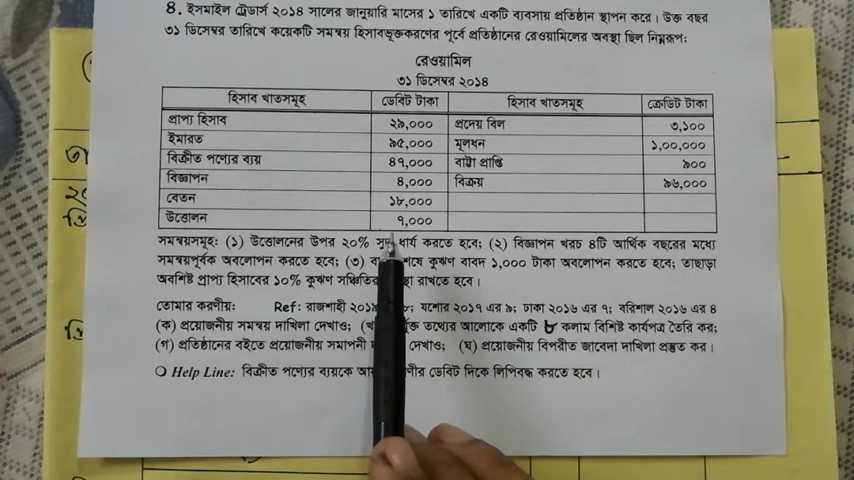 ৪. ইসমাইল ট্রেডার্স ২০১৪ সালের জানুয়ারি মাসের ১ তারিখে একটি ব্যবসায় প্রতিষ্ঠান স্থাপন করে। উক্ত বছর
৩১ ডিসেম্বর তারিখে কয়েকটি সমন্বয় হিসাবভূক্তকরণের পূর্বে প্রতিষ্ঠানের রেওয়ামিলের অবস্থা ছিল নিম্নরূপ:
রেওয়ামিল
৩১ ডিসেম্বর ২০১৪
হিসাব খাতসমূহ ডেবিট টাকা হিসাব খাতসমূহ ক্রেডিট টাকা
প্রাপ্য হিসাব ২৯,০০০ প্রদেয় বিল ৩,১০০
ইমারত ৯৫,০০০ মূলধন ১,০০,০০০
বিক্রীত পণ্যের ব্যয় ৪৭,০০০ বাট্টা প্রাপ্তি ৯০০
বিজ্ঞাপন ৪,০০০ বিক্রয় ৯৬,০০০
বেতন ১৮,০০০
উত্তোলন ৭,০০০
সমন্বয়সমূহ: (১) উত্তোলনের উপর ২০% সুদ ধার্য করতে হবে; (২) বিজ্ঞাপন খরচ ৪টি আর্থিক বছরের মধ্যে
সমন্বয়পূর্বক অবলোপন করতে হবে; (৩) শেষে কুঋণ বাবদ ১,০০০ টাকা অবলোপন করতে হবে; তাছাড়া
অবশিষ্ট প্রাপ্য হিসাবের ১০% কুঋণ সঞ্চিতির রাখতে হবে।
তোমার করণীয়: Ref: রাজশাহী যশোর ২০১৭ এর ৯; ঢাকা ২০১৬ এর ৭; বরিশাল ২০১৬ এর ৪
(ক) প্রয়োজনীয় সমন্বয় দাখিলা দেখাও; তথ্যের আলোকে একটি ৮ কলাম বিশিষ্ট কার্যপত্র তৈরি কর;
(গ) প্রতিষ্ঠানের বইতে প্রয়োজনীয় সমাপনী দেখাও; (ঘ) প্রয়োজনীয় বিপরীত জাবেদা দাখিলা প্রস্তুত কর।
❍ Help Line: বিক্রীত পণ্যের ব্যয়কে ডেবিট দিকে লিপিবদ্ধ করতে হবে।